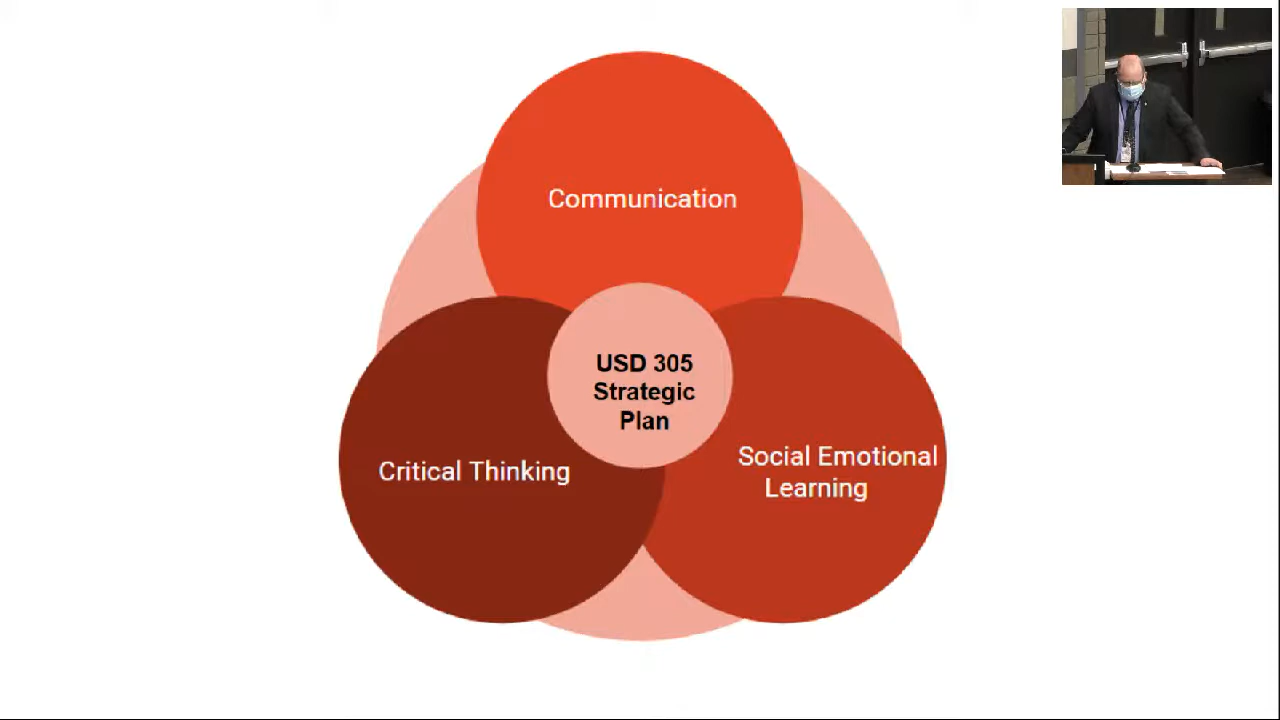 Communication
USD 305
Strategic
Plan
Critical Thinking
Social Emotional
Learning